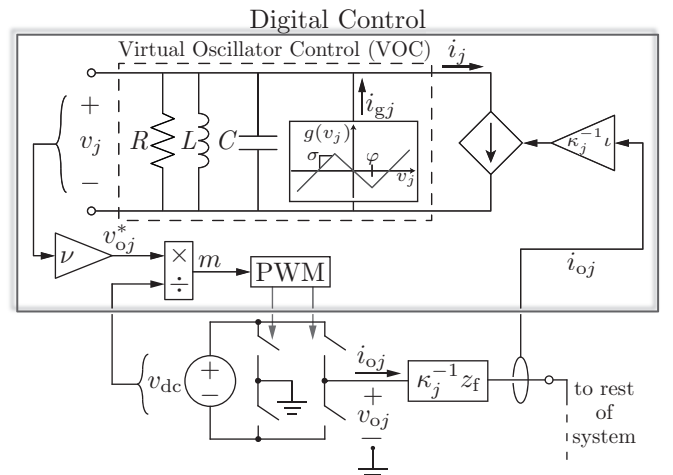 Digital Control
Virtual Oscillator Control (VOC)
i_j
+
v_j
−
R
L
C
i_gj
g(v_j)
σ
φ
v_j
κ_j^{-1} ι
ν
v*_oj
×
÷
m
PWM
i_oj
v_dc
+
−
i_oj
+
v_oj
−
κ_j^{-1} z_f
to rest
of
system